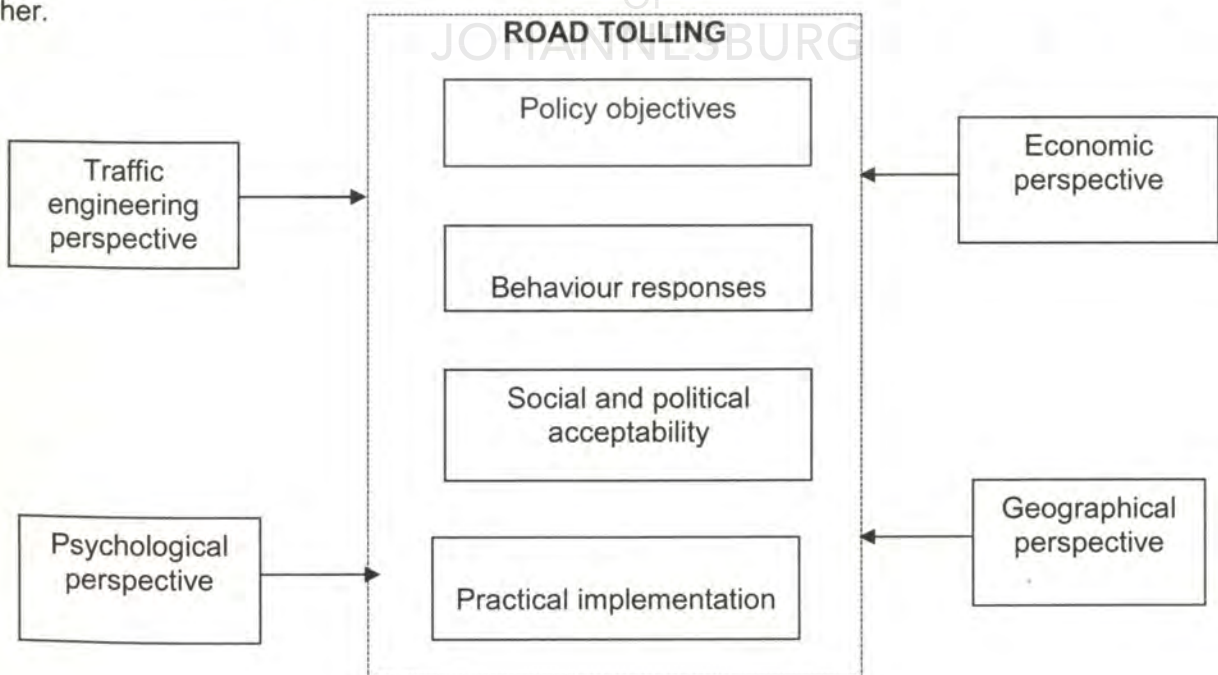 her.
OF
JOHANNESBURG
ROAD TOLLING
Policy objectives
Traffic
engineering
perspective
Economic
perspective
Behaviour responses
Social and political
acceptability
Psychological
perspective
Geographical
perspective
Practical implementation